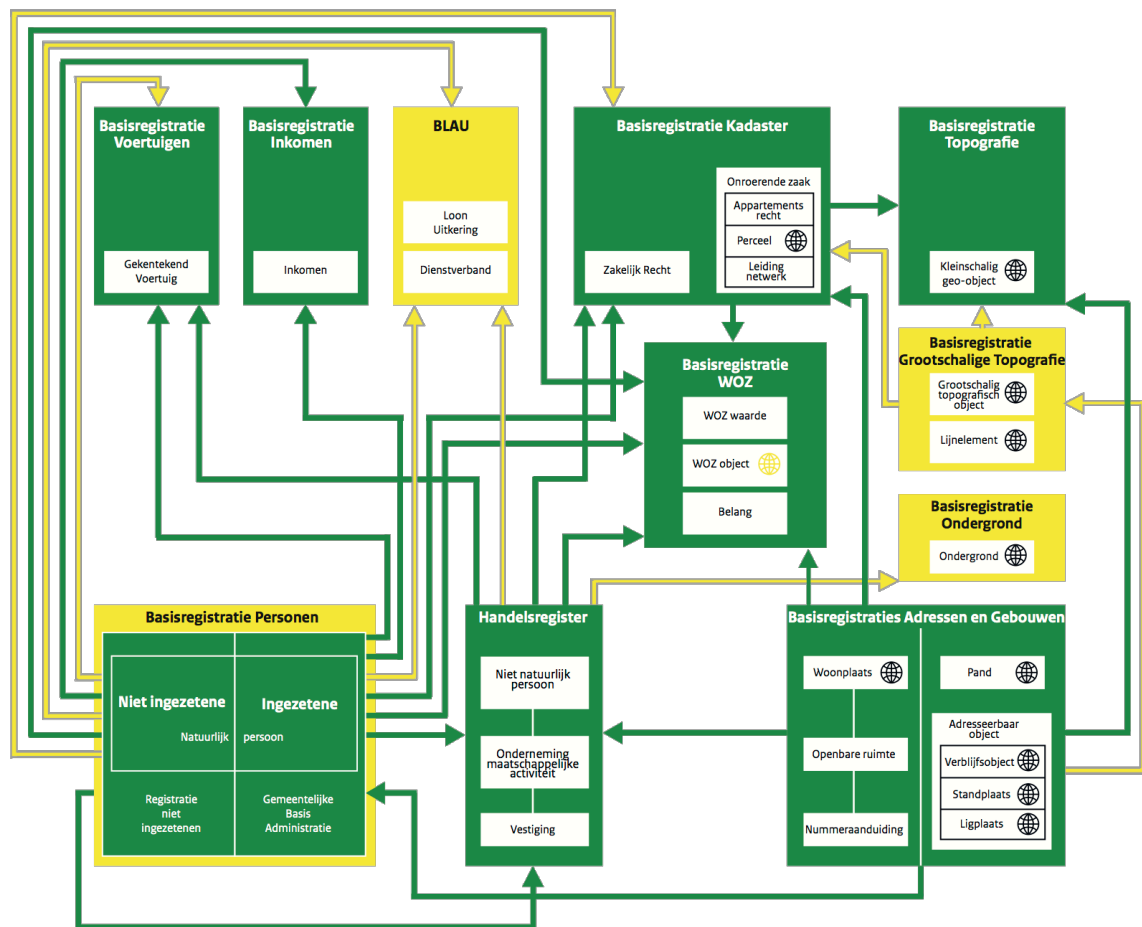 Basisregistratie
Voertuigen
Gekentekend
Voertuig
Basisregistratie
Inkomen
Inkomen
BLAU
Loon
Uitkering
Dienstverband
Basisregistratie Kadaster
Onroerende zaak
Appartements
recht
Perceel
Leiding
netwerk
Zakelijk Recht
Basisregistratie
Topografie
Kleinschalig
geo-object
Basisregistratie
Grootschalige Topografie
Grootschalig
topografisch
object
Lijnelement
Basisregistratie
WOZ
WOZ waarde
WOZ object
Belang
Basisregistratie
Ondergrond
Ondergrond
Basisregistratie Personen
Niet ingezetene
Ingezetene
Natuurlijk persoon
Registratie
niet
ingezetenen
Gemeentelijke
Basis
Administratie
Handelsregister
Niet natuurlijk
persoon
Onderneming
maatschappelijke
activiteit
Vestiging
Basisregistraties Adressen en Gebouwen
Woonplaats
Openbare ruimte
Nummeraanduiding
Pand
Adresseerbaar
object
Verblijfsobject
Standplaats
Ligplaats